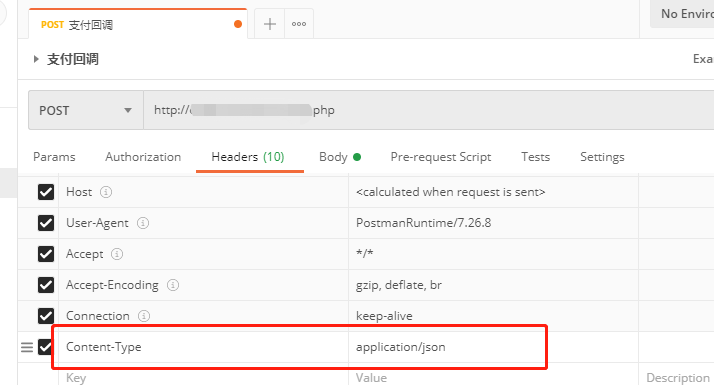 POST 支付回调
No Enviro
支付回调
Exa
POST http:// php
Params Authorization Headers (10) Body Pre-request Script Tests Settings
Host <calculated when request is sent>
User-Agent PostmanRuntime/7.26.8
Accept */*
Accept-Encoding gzip, deflate, br
Connection keep-alive
Content-Type application/json
Key Value Description